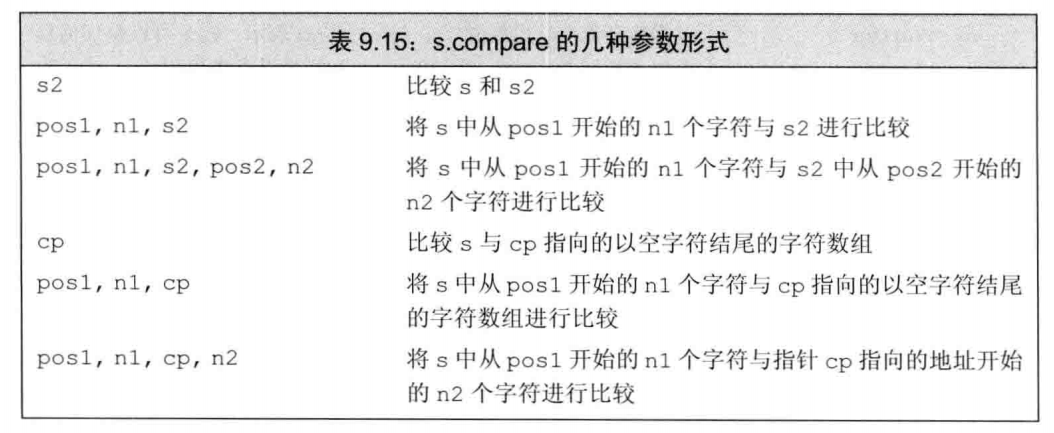 表 9.15：s.compare 的几种参数形式
s2 比较 s 和 s2
pos1, n1, s2 将 s 中从 pos1 开始的 n1 个字符与 s2 进行比较
pos1, n1, s2, pos2, n2 将 s 中从 pos1 开始的 n1 个字符与 s2 中从 pos2 开始的
n2 个字符进行比较
cp 比较 s 与 cp 指向的以空字符结尾的字符数组
pos1, n1, cp 将 s 中从 pos1 开始的 n1 个字符与 cp 指向的以空字符结尾
的字符数组进行比较
pos1, n1, cp, n2 将 s 中从 pos1 开始的 n1 个字符与指针 cp 指向的地址开始
的 n2 个字符进行比较